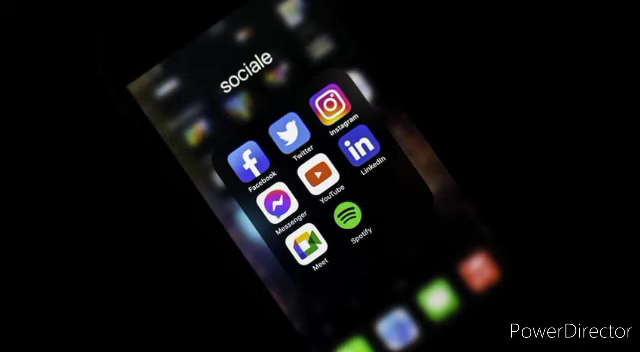 sociale
Facebook
Twitter
Instagram
Messenger
YouTube
LinkedIn
Meet
Spotify
PowerDirector